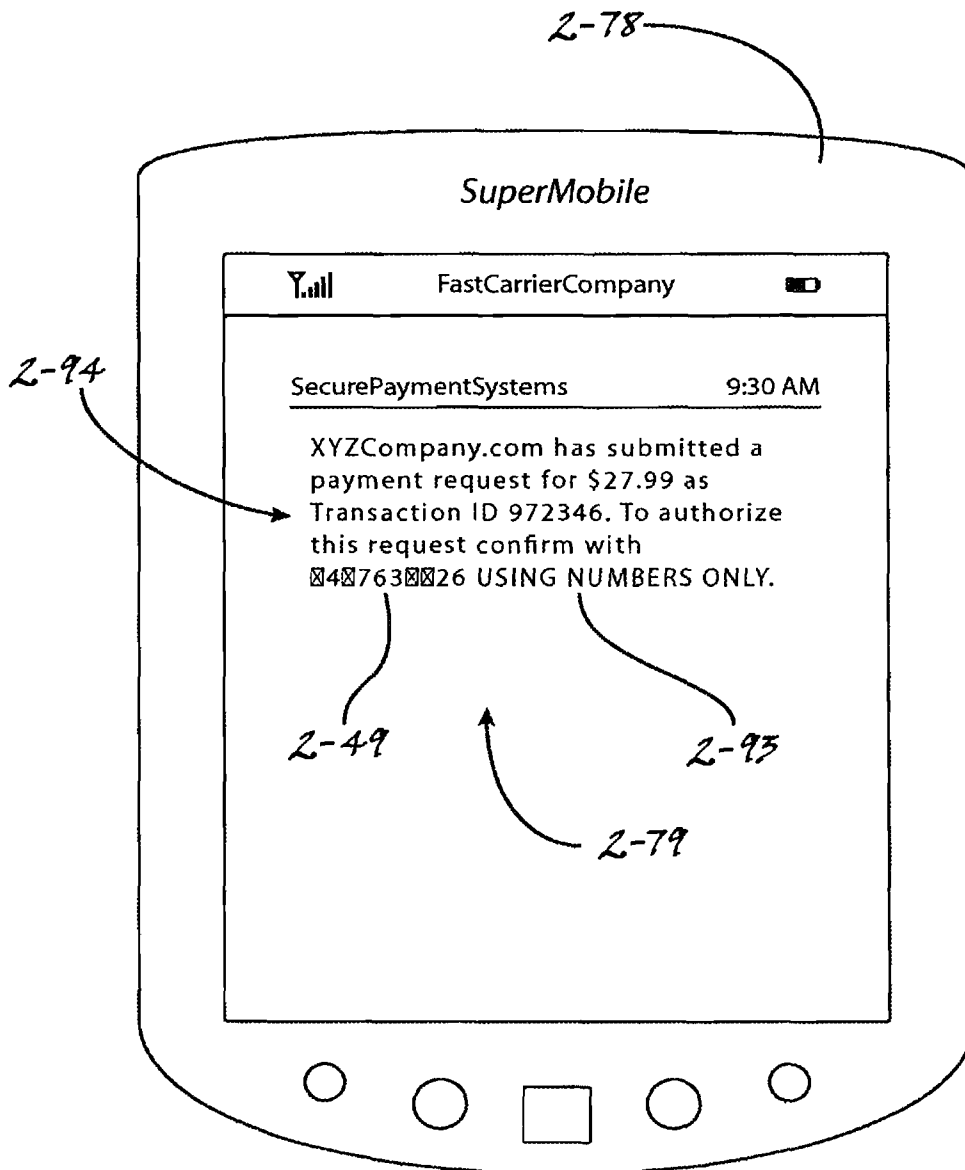 2-78
SuperMobile
FastCarrierCompany
2-94
SecurePaymentSystems 9:30 AM
XYZCompany.com has submitted a
payment request for $27.99 as
Transaction ID 972346. To authorize
this request confirm with
☒4☒763☒☒26 USING NUMBERS ONLY.
2-49
2-93
2-79